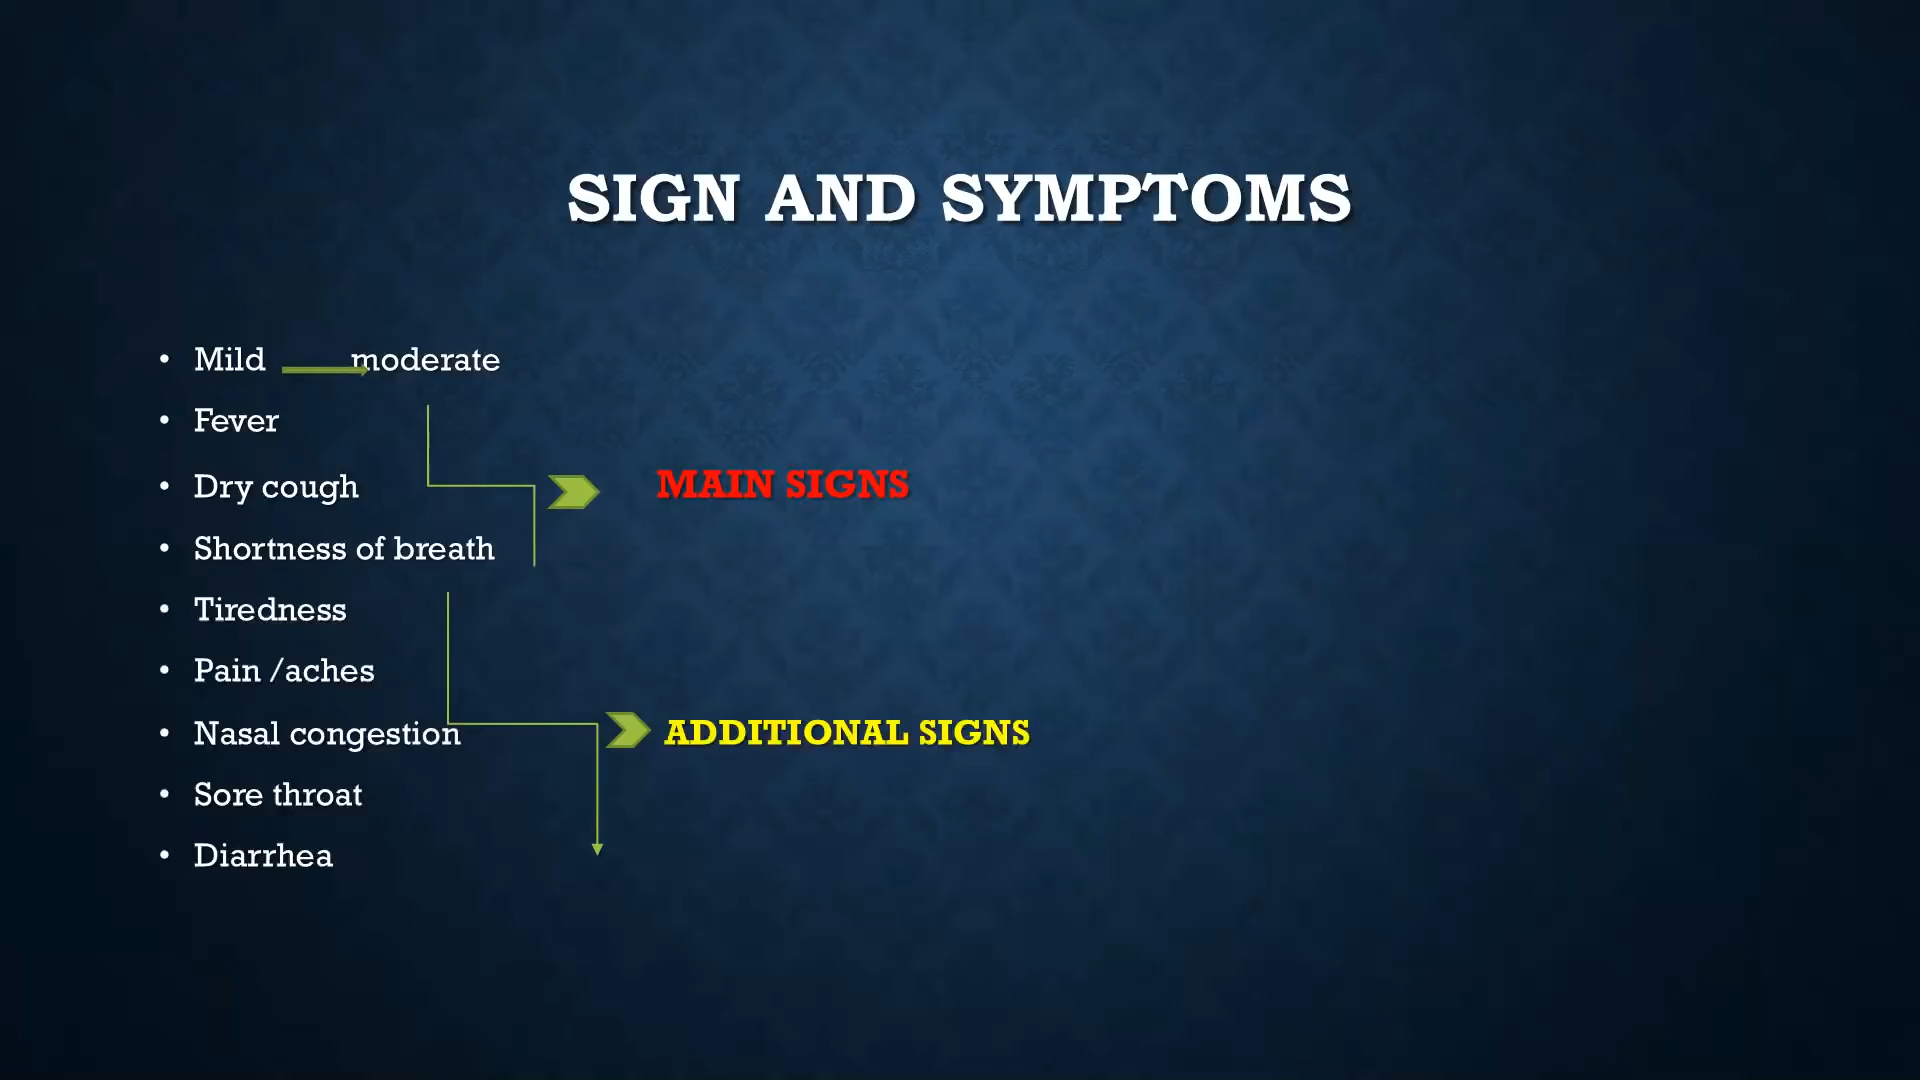 SIGN AND SYMPTOMS
• Mild moderate
• Fever
• Dry cough
MAIN SIGNS
• Shortness of breath
• Tiredness
• Pain /aches
• Nasal congestion
ADDITIONAL SIGNS
• Sore throat
• Diarrhea